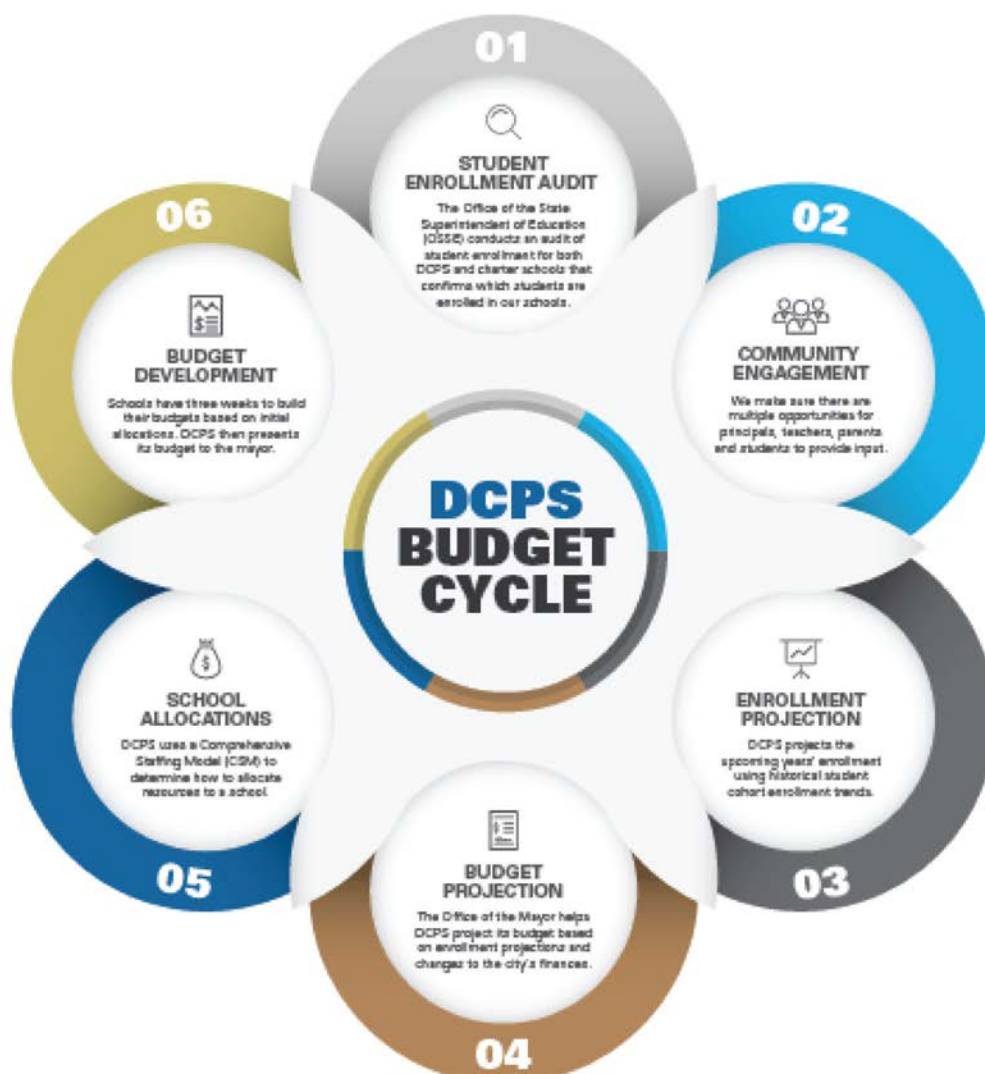 01
STUDENT
ENROLLMENT AUDIT
The Office of the State
Superintendent of Education
(OSSE) conducts an audit of
student enrollment for both
DCPS and charter schools that
confirms which students are
enrolled in our schools.
02
COMMUNITY
ENGAGEMENT
We make sure there are
multiple opportunities for
principals, teachers, parents
and students to provide input.
03
ENROLLMENT
PROJECTION
DCPS projects the
upcoming years' enrollment
using historical student
cohort enrollment trends.
04
BUDGET
PROJECTION
The Office of the Mayor helps
DCPS project its budget based
on enrollment projections and
changes to the city's finances.
05
SCHOOL
ALLOCATIONS
DCPS uses a Comprehensive
Staffing Model (CSM) to
determine how to allocate
resources to a school.
06
BUDGET
DEVELOPMENT
Schools have three weeks to build
their budgets based on initial
allocations. DCPS then presents
its budget to the mayor.
DCPS
BUDGET
CYCLE